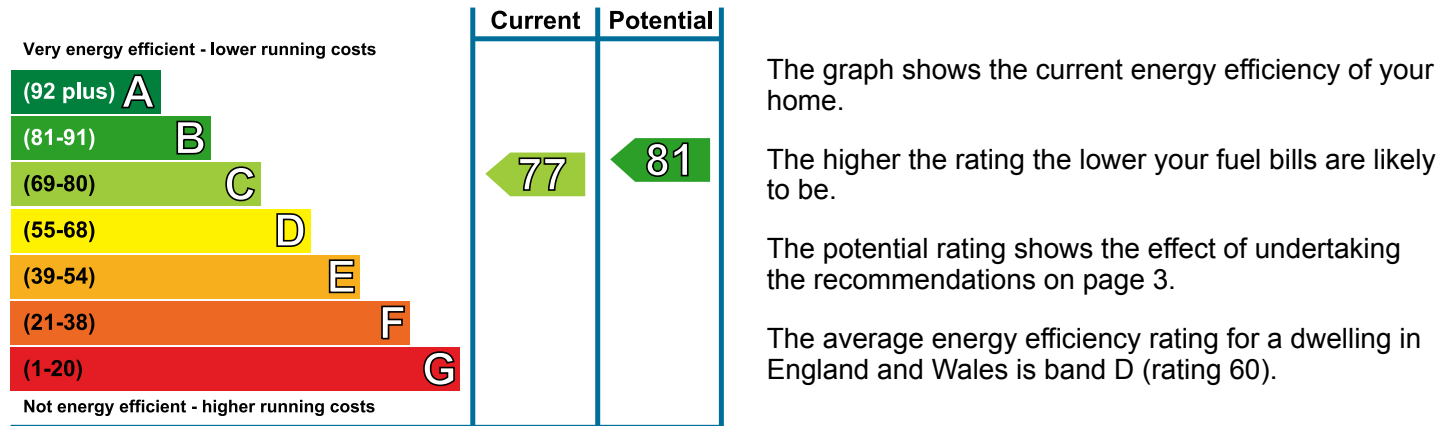 Current Potential
Very energy efficient - lower running costs
(92 plus) A
(81-91) B
(69-80) C
(55-68) D
(39-54) E
(21-38) F
(1-20) G
Not energy efficient - higher running costs
77
81
The graph shows the current energy efficiency of your
home.
The higher the rating the lower your fuel bills are likely
to be.
The potential rating shows the effect of undertaking
the recommendations on page 3.
The average energy efficiency rating for a dwelling in
England and Wales is band D (rating 60).